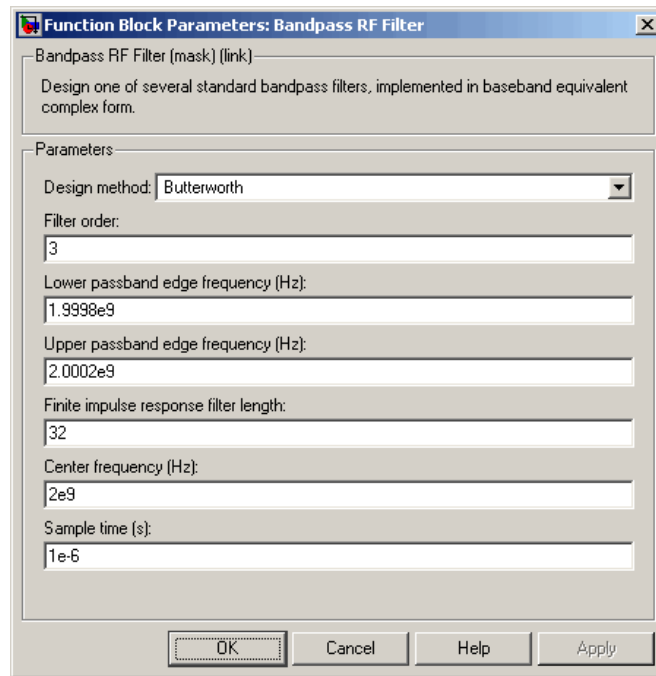 Function Block Parameters: Bandpass RF Filter
Bandpass RF Filter (mask) (link)
Design one of several standard bandpass filters, implemented in baseband equivalent
complex form.
Parameters
Design method: Butterworth
Filter order:
3
Lower passband edge frequency (Hz):
1.9998e9
Upper passband edge frequency (Hz):
2.0002e9
Finite impulse response filter length:
32
Center frequency (Hz):
2e9
Sample time (s):
1e-6
OK Cancel Help Apply